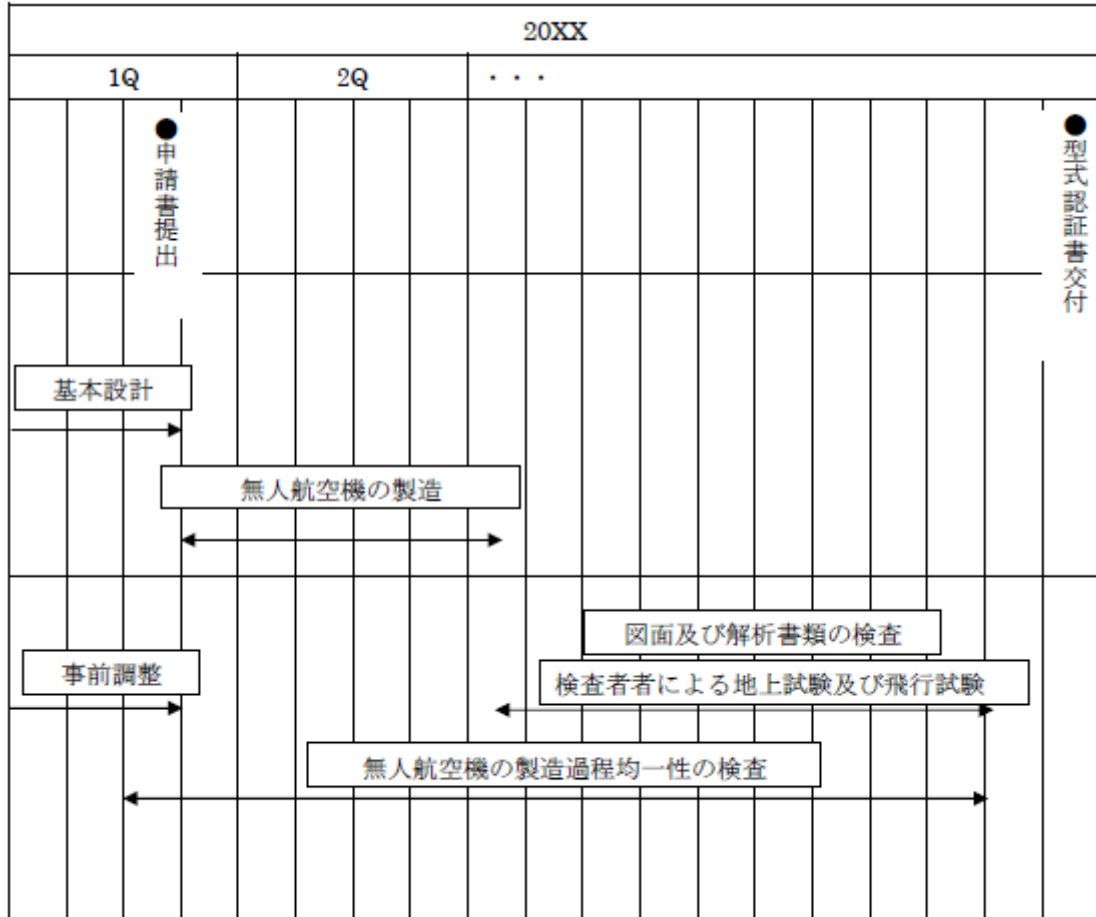 20XX
1Q
2Q
・・・
●申請書提出
●型式認証書交付
基本設計
無人航空機の製造
図面及び解析書類の検査
事前調整
検査者者による地上試験及び飛行試験
無人航空機の製造過程均一性の検査